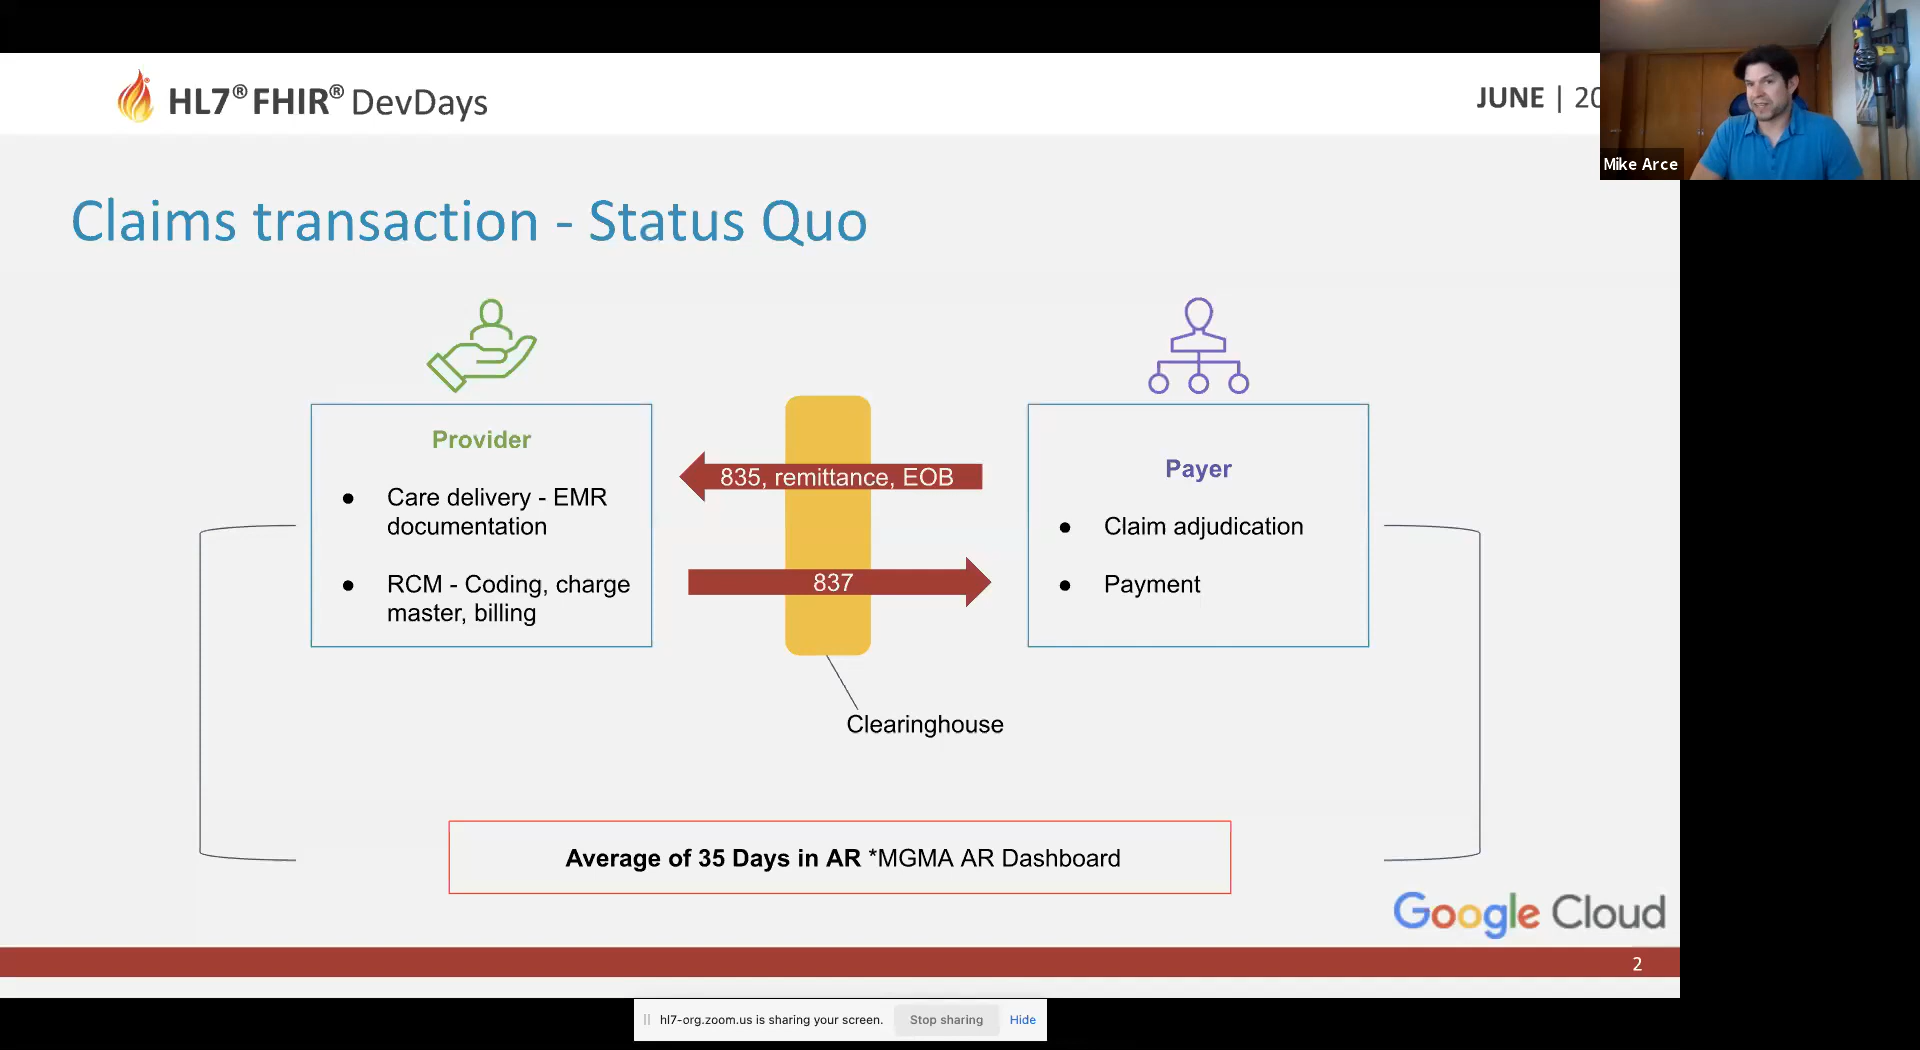 HL7® FHIR® DevDays
JUNE | 20
Mike Arce
Claims transaction - Status Quo
Provider
● Care delivery - EMR
documentation
● RCM - Coding, charge
master, billing
835, remittance, EOB
837
Clearinghouse
Payer
● Claim adjudication
● Payment
Average of 35 Days in AR *MGMA AR Dashboard
Google Cloud
2
hl7-org.zoom.us is sharing your screen.
Stop sharing
Hide